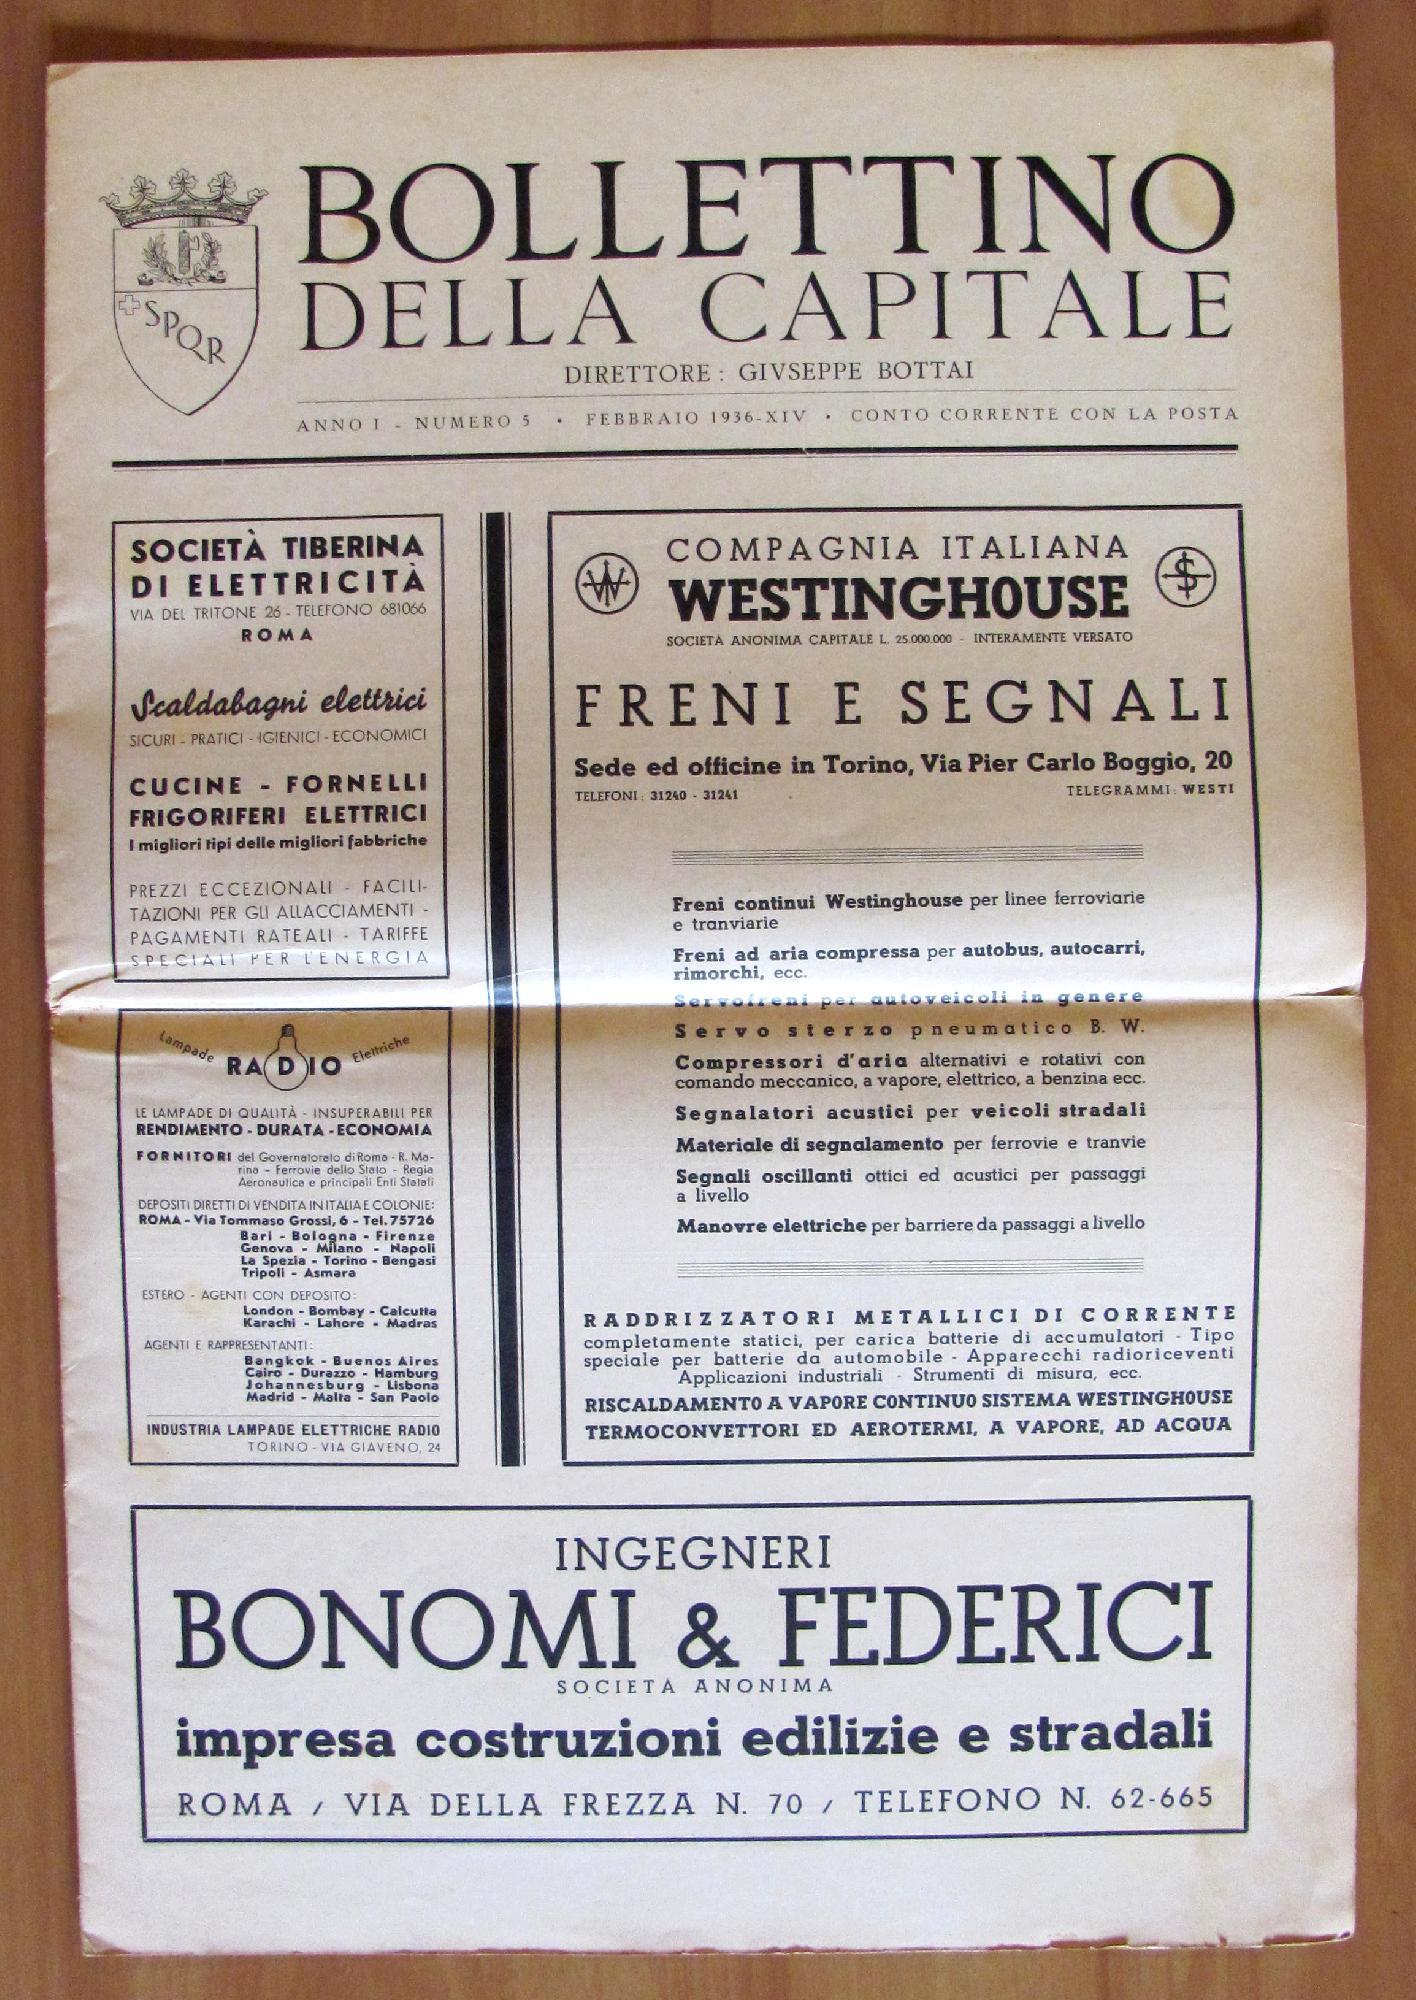 BOLLETTINO
DELLA CAPITALE
DIRETTORE: GIVSEPPE BOTTAI
ANNO I - NUMERO 5 • FEBBRAIO 1936-XIV • CONTO CORRENTE CON LA POSTA
SPQR
SOCIETÀ TIBERINA
DI ELETTRICITÀ
VIA DEL TRITONE 26 - TELEFONO 681066
ROMA
Scaldabagni elettrici
SICURI - PRATICI - IGIENICI - ECONOMICI
CUCINE - FORNELLI
FRIGORIFERI ELETTRICI
I migliori tipi delle migliori fabbriche
PREZZI ECCEZIONALI - FACILI-
TAZIONI PER GLI ALLACCIAMENTI -
PAGAMENTI RATEALI - TARIFFE
SPECIALI PER L'ENERGIA
Lampade RADIO Elettriche
LE LAMPADE DI QUALITÀ - INSUPERABILI PER
RENDIMENTO - DURATA - ECONOMIA
FORNITORI del Governatorato di Roma - R. Ma-
rina - Ferrovie dello Stato - Regia
Aeronautica e principali Enti Statali
DEPOSITI DIRETTI DI VENDITA IN ITALIA E COLONIE:
ROMA - Via Tommaso Grossi, 6 - Tel. 75726
Bari - Bologna - Firenze
Genova - Milano - Napoli
La Spezia - Torino - Bengasi
Tripoli - Asmara
ESTERO - AGENTI CON DEPOSITO:
London - Bombay - Calcutta
Karachi - Lahore - Madras
AGENTI E RAPPRESENTANTI:
Bangkok - Buenos Aires
Cairo - Durazzo - Hamburg
Johannesburg - Lisbona
Madrid - Malta - San Paolo
INDUSTRIA LAMPADE ELETTRICHE RADIO
TORINO - VIA GIAVENO, 24
COMPAGNIA ITALIANA
WESTINGHOUSE
SOCIETÀ ANONIMA CAPITALE L. 25.000.000 - INTERAMENTE VERSATO
FRENI E SEGNALI
Sede ed officine in Torino, Via Pier Carlo Boggio, 20
TELEFONI: 31240 - 31241 TELEGRAMMI: WESTI
Freni continui Westinghouse per linee ferroviarie
e tranviarie
Freni ad aria compressa per autobus, autocarri,
rimorchi, ecc.
Servofreni per autoveicoli in genere
Servo sterzo pneumatico B. W.
Compressori d'aria alternativi e rotativi con
comando meccanico, a vapore, elettrico, a benzina ecc.
Segnalatori acustici per veicoli stradali
Materiale di segnalamento per ferrovie e tranvie
Segnali oscillanti ottici ed acustici per passaggi
a livello
Manovre elettriche per barriere da passaggi a livello
RADDRIZZATORI METALLICI DI CORRENTE
completamente statici, per carica batterie di accumulatori - Tipo
speciale per batterie da automobile - Apparecchi radioriceventi
Applicazioni industriali - Strumenti di misura, ecc.
RISCALDAMENTO A VAPORE CONTINUO SISTEMA WESTINGHOUSE
TERMOCONVETTORI ED AEROTERMI, A VAPORE, AD ACQUA
INGEGNERI
BONOMI & FEDERICI
SOCIETÀ ANONIMA
impresa costruzioni edilizie e stradali
ROMA / VIA DELLA FREZZA N. 70 / TELEFONO N. 62-665